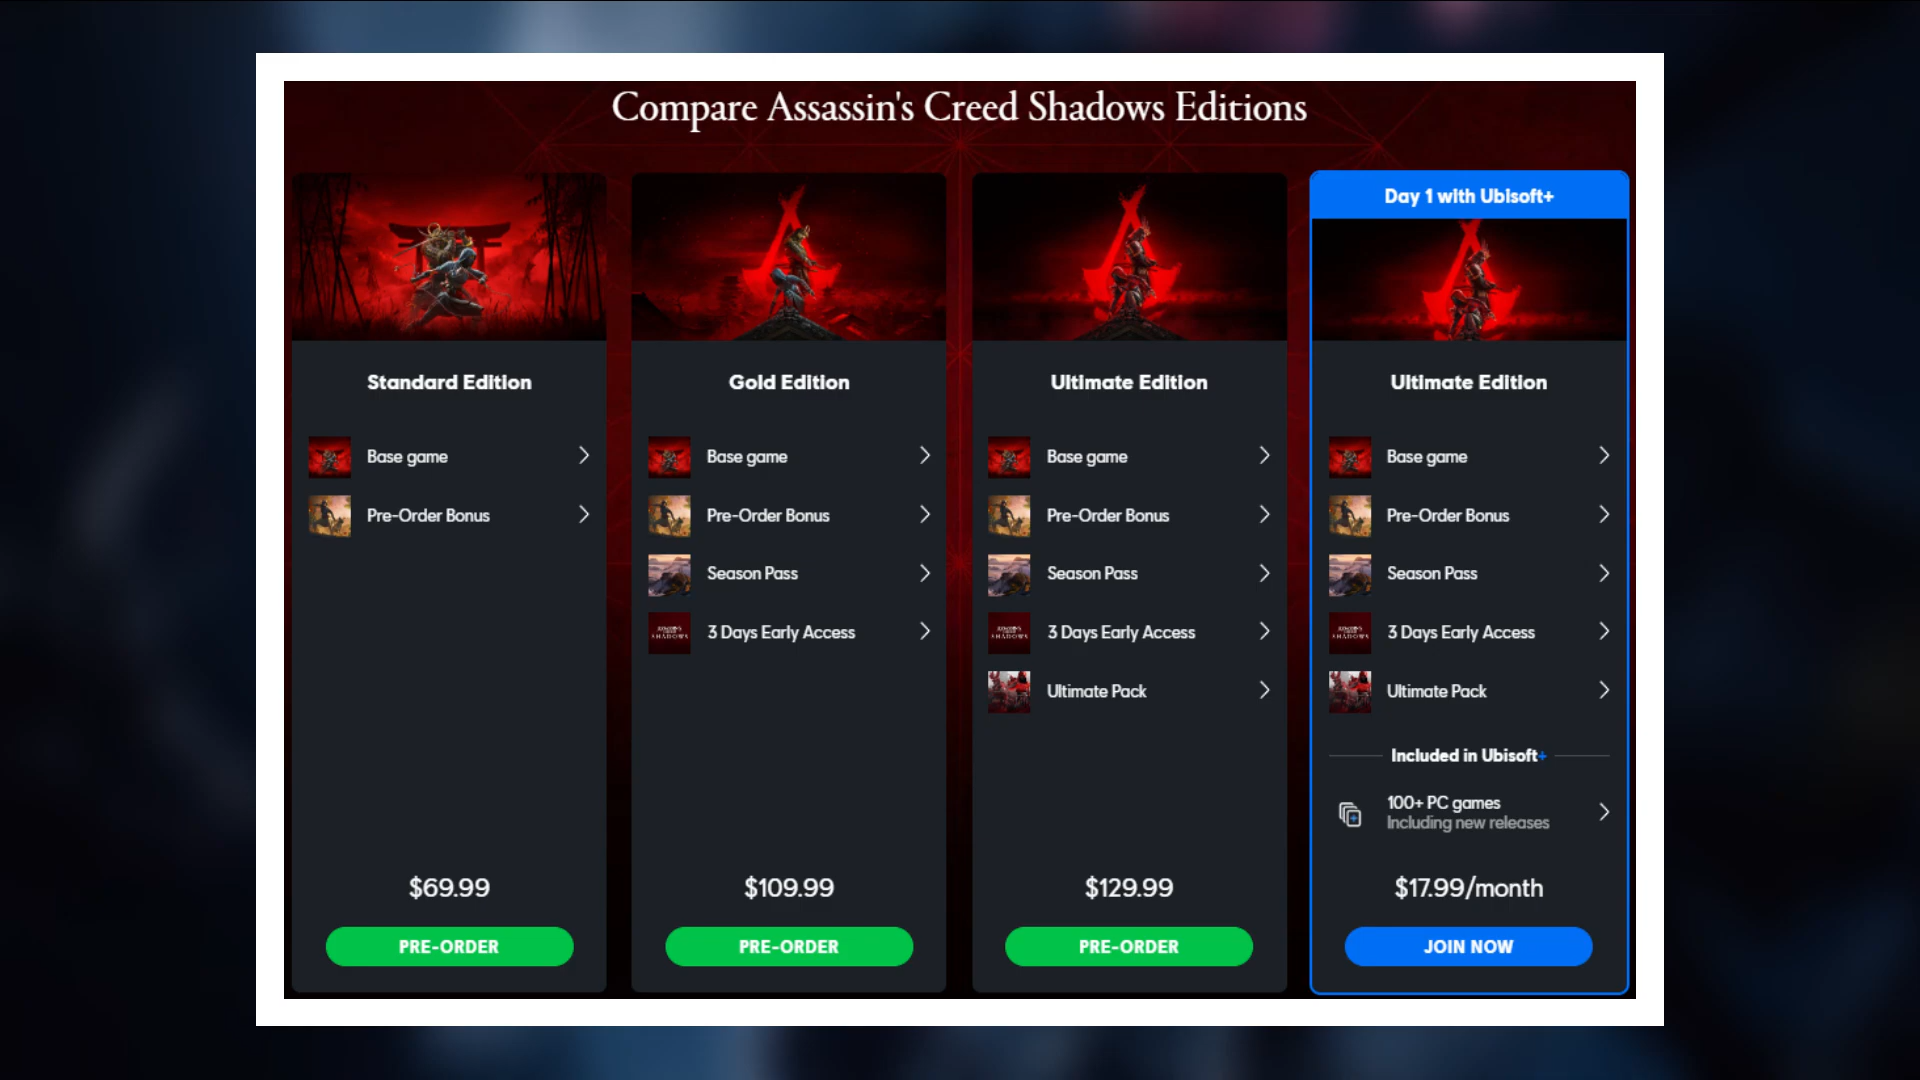 Compare Assassin's Creed Shadows Editions
Standard Edition
Base game
Pre-Order Bonus
$69.99
PRE-ORDER
Gold Edition
Base game
Pre-Order Bonus
Season Pass
3 Days Early Access
$109.99
PRE-ORDER
Ultimate Edition
Base game
Pre-Order Bonus
Season Pass
3 Days Early Access
Ultimate Pack
$129.99
PRE-ORDER
Day 1 with Ubisoft+
Ultimate Edition
Base game
Pre-Order Bonus
Season Pass
3 Days Early Access
Ultimate Pack
Included in Ubisoft+
100+ PC games
Including new releases
$17.99/month
JOIN NOW